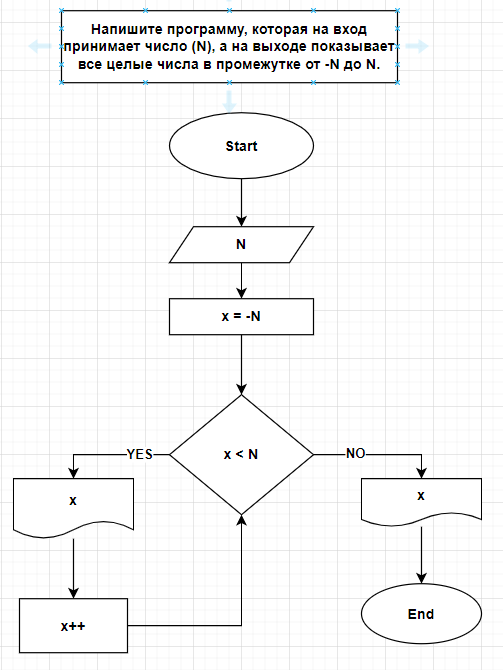 Напишите программу, которая на вход
принимает число (N), а на выходе показывает
все целые числа в промежутке от -N до N.
Start
N
x = -N
x < N
YES
NO
x
x
x++
End